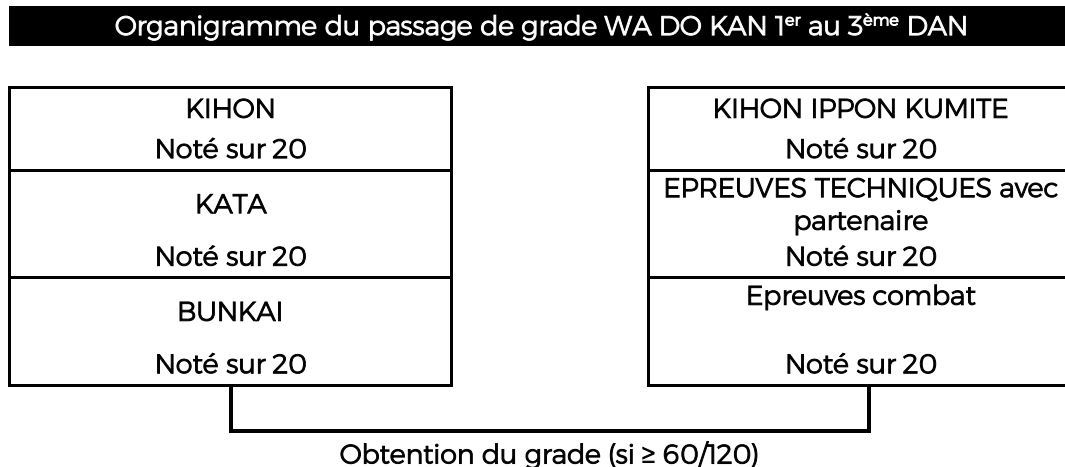 Organigramme du passage de grade WA DO KAN 1er au 3ème DAN
KIHON
Noté sur 20
KATA
Noté sur 20
BUNKAI
Noté sur 20
KIHON IPPON KUMITE
Noté sur 20
EPREUVES TECHNIQUES avec
partenaire
Noté sur 20
Epreuves combat
Noté sur 20
Obtention du grade (si ≥ 60/120)